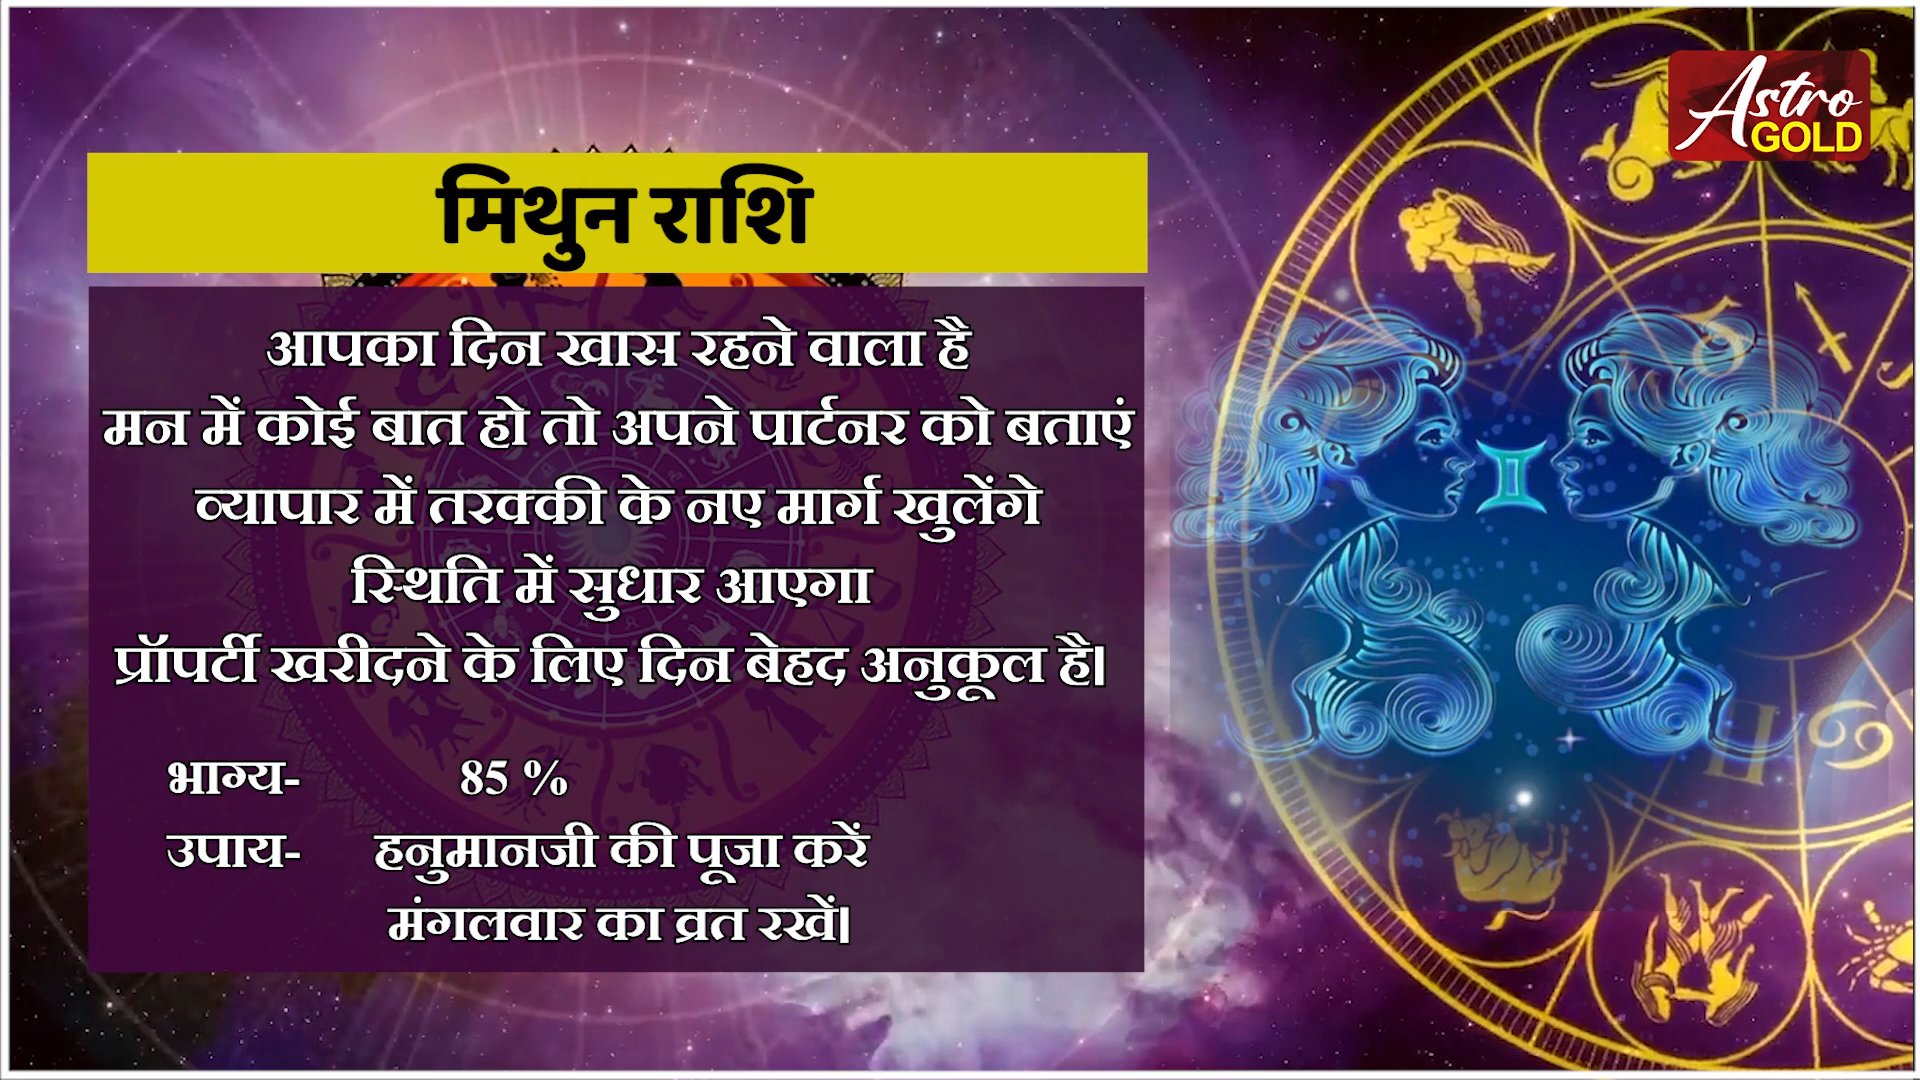 Astro
GOLD
मिथुन राशि
आपका दिन खास रहने वाला है
मन में कोई बात हो तो अपने पार्टनर को बताएं
व्यापार में तरक्की के नए मार्ग खुलेंगे
स्थिति में सुधार आएगा
प्रॉपर्टी खरीदने के लिए दिन बेहद अनुकूल है।
भाग्य- 85 %
उपाय- हनुमानजी की पूजा करें
मंगलवार का व्रत रखें।